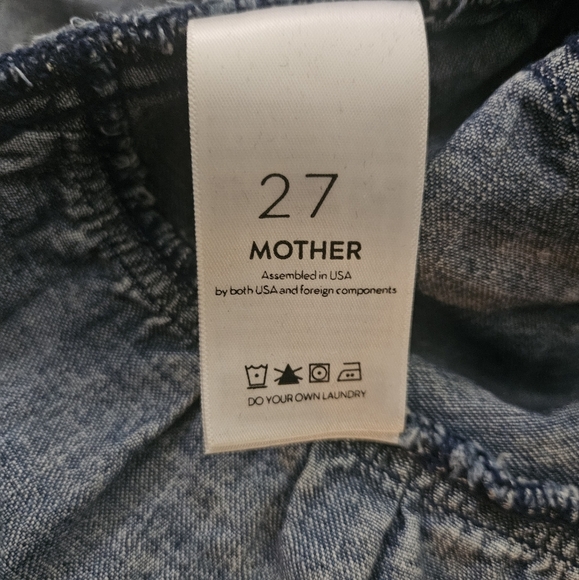 27
MOTHER
Assembled in USA
by both USA and foreign components
DO YOUR OWN LAUNDRY